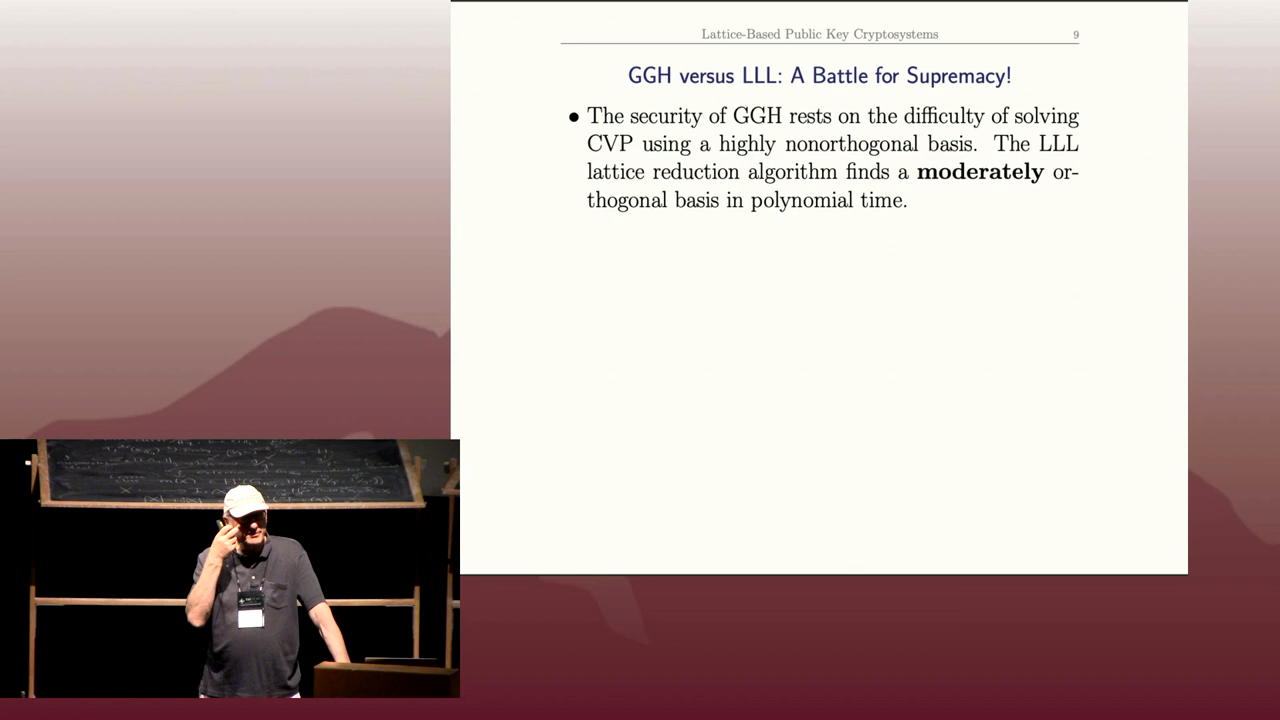 Lattice-Based Public Key Cryptosystems 9
GGH versus LLL: A Battle for Supremacy!
• The security of GGH rests on the difficulty of solving
CVP using a highly nonorthogonal basis. The LLL
lattice reduction algorithm finds a moderately or-
thogonal basis in polynomial time.